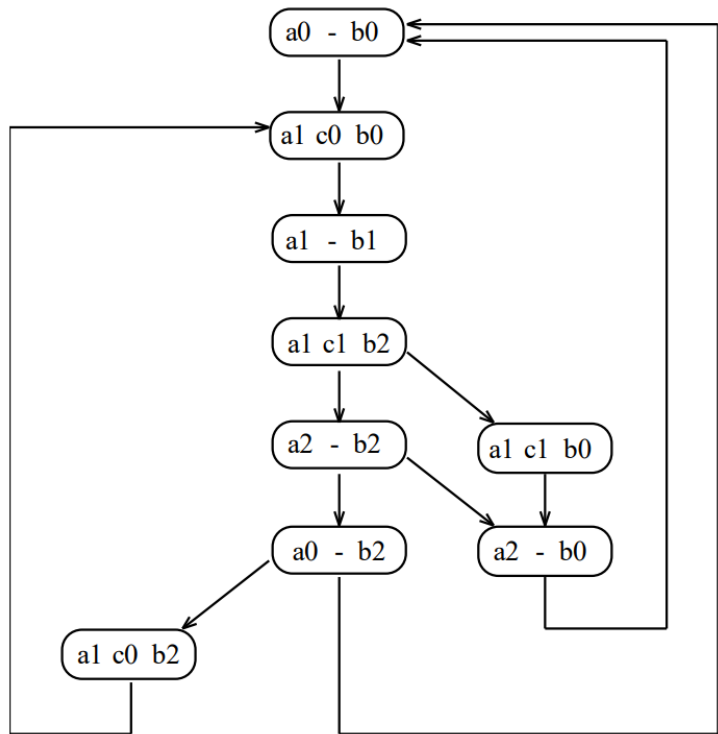 a0 - b0
a1 c0 b0
a1 - b1
a1 c1 b2
a2 - b2
a1 c1 b0
a0 - b2
a2 - b0
a1 c0 b2